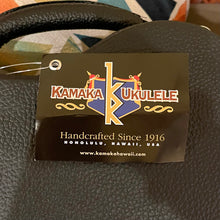 KAMAKA UKULELE
Handcrafted Since 1916
HONOLULU, HAWAII, USA
www.kamakahawaii.com